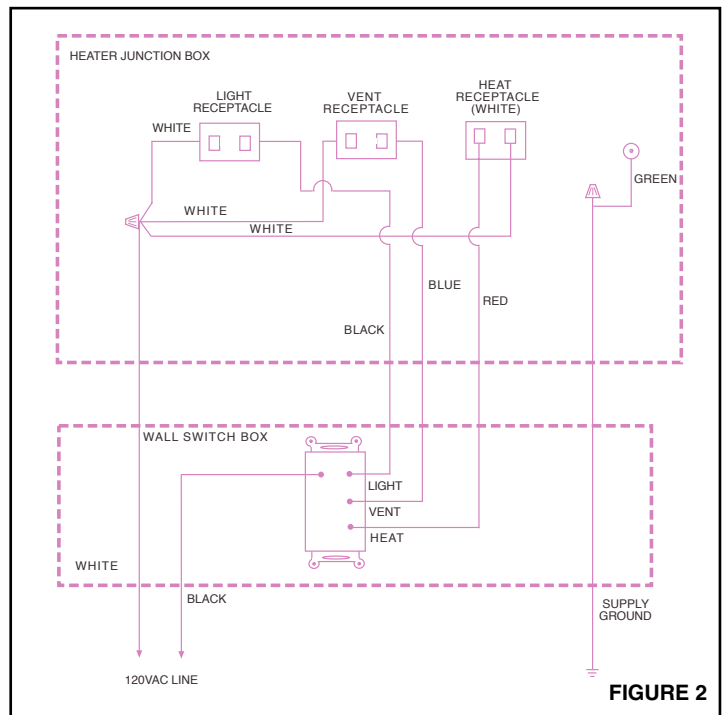 HEATER JUNCTION BOX
LIGHT
RECEPTACLE
VENT
RECEPTACLE
HEAT
RECEPTACLE
(WHITE)
WHITE
GREEN
WHITE
WHITE
BLUE
RED
BLACK
WALL SWITCH BOX
LIGHT
VENT
HEAT
WHITE
BLACK
SUPPLY
GROUND
120VAC LINE
FIGURE 2